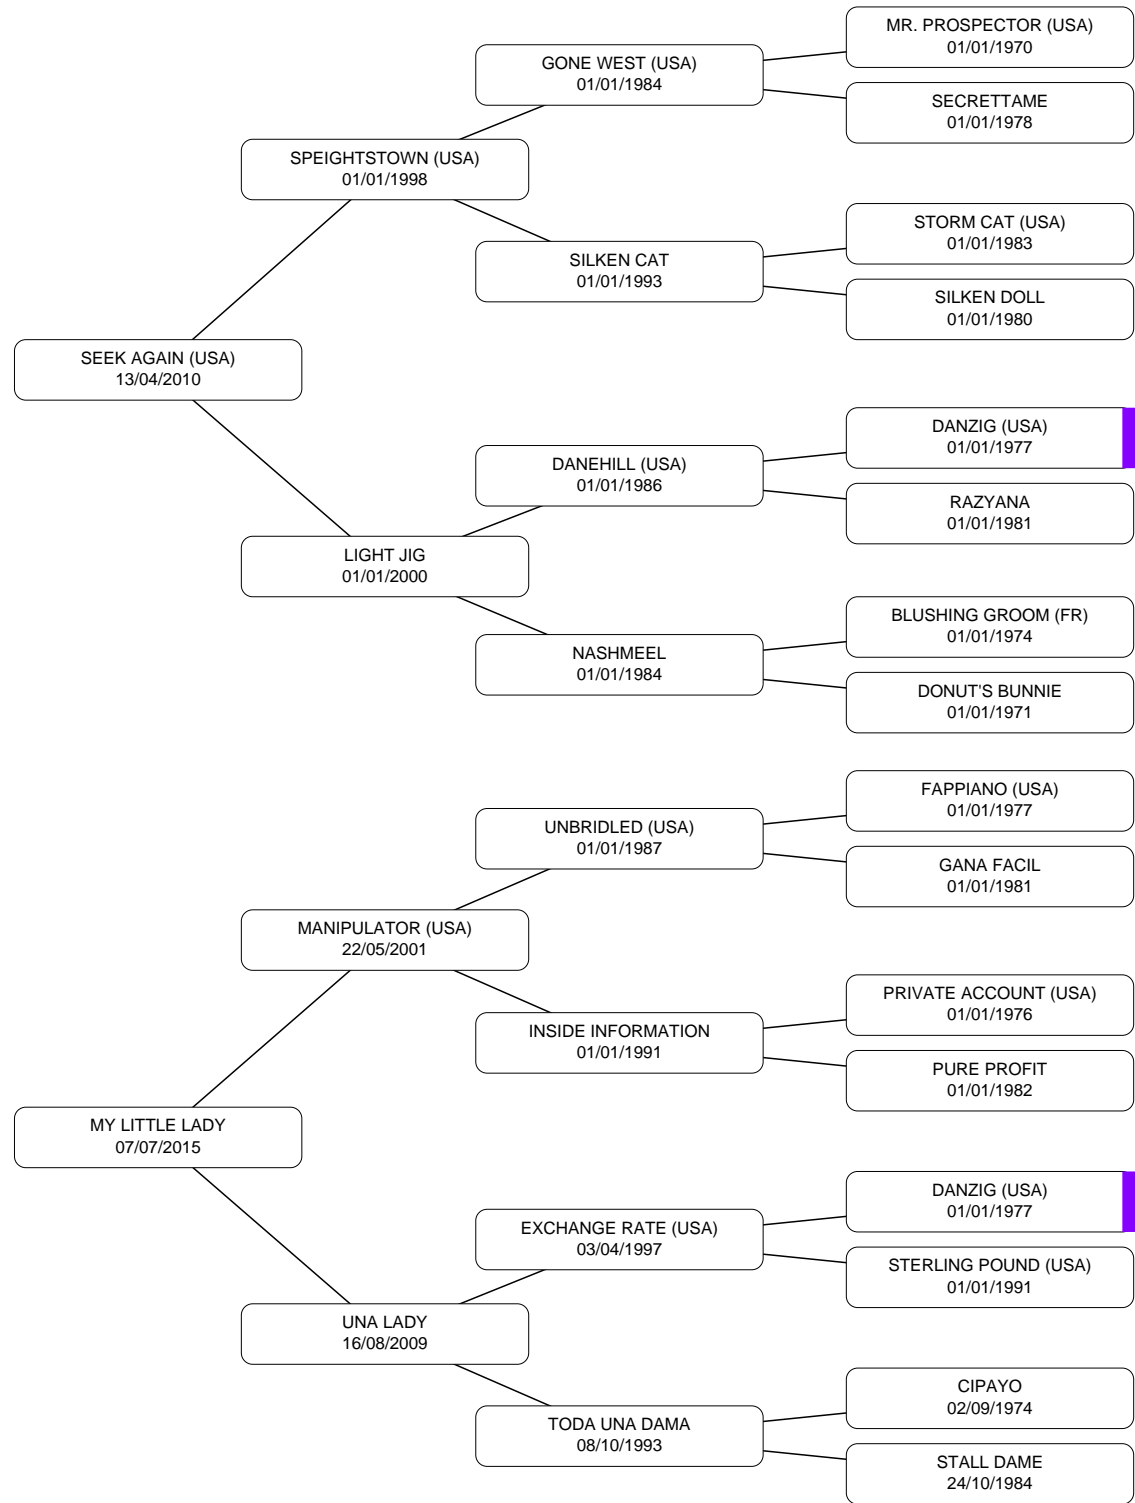 MR. PROSPECTOR (USA)
01/01/1970
GONE WEST (USA)
01/01/1984
SECRETTAME
01/01/1978
SPEIGHTSTOWN (USA)
01/01/1998
STORM CAT (USA)
01/01/1983
SILKEN CAT
01/01/1993
SILKEN DOLL
01/01/1980
SEEK AGAIN (USA)
13/04/2010
DANZIG (USA)
01/01/1977
DANEHILL (USA)
01/01/1986
RAZYANA
01/01/1981
LIGHT JIG
01/01/2000
BLUSHING GROOM (FR)
01/01/1974
NASHMEEL
01/01/1984
DONUT'S BUNNIE
01/01/1971
FAPPIANO (USA)
01/01/1977
UNBRIDLED (USA)
01/01/1987
GANA FACIL
01/01/1981
MANIPULATOR (USA)
22/05/2001
PRIVATE ACCOUNT (USA)
01/01/1976
INSIDE INFORMATION
01/01/1991
PURE PROFIT
01/01/1982
MY LITTLE LADY
07/07/2015
DANZIG (USA)
01/01/1977
EXCHANGE RATE (USA)
03/04/1997
STERLING POUND (USA)
01/01/1991
UNA LADY
16/08/2009
CIPAYO
02/09/1974
TODA UNA DAMA
08/10/1993
STALL DAME
24/10/1984